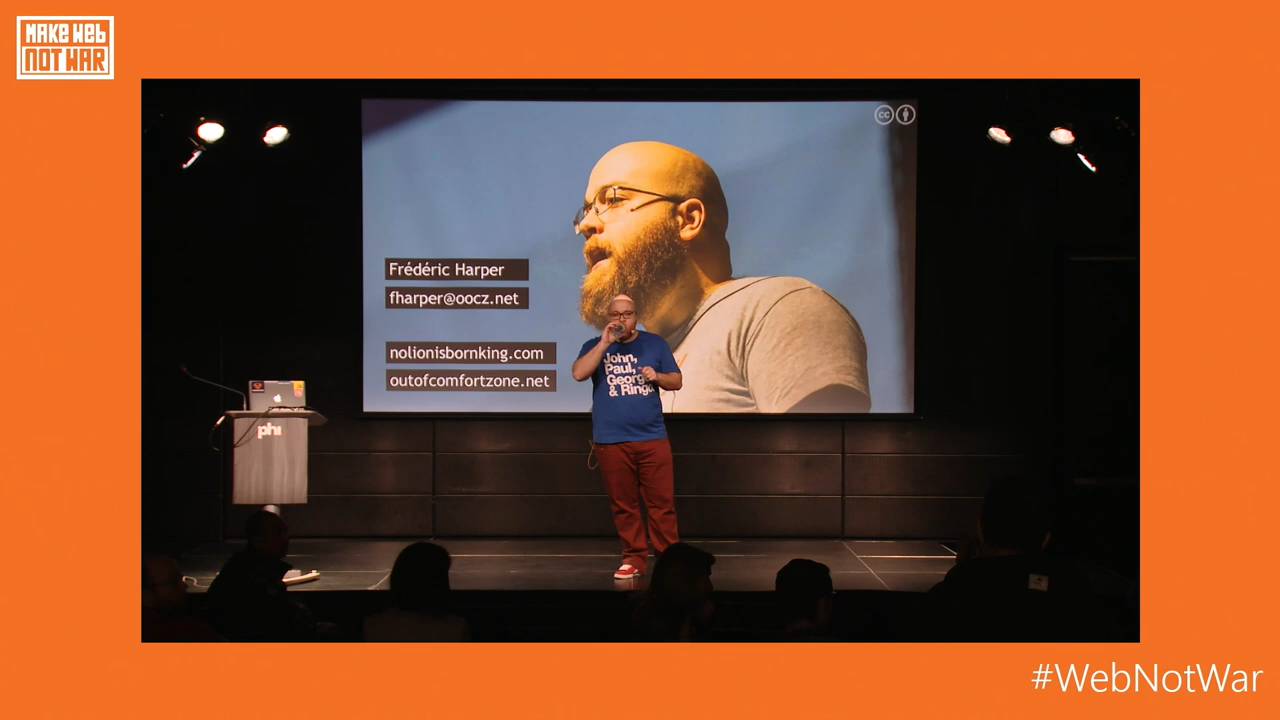 MAKE WEB
NOT WAR
cc
Frédéric Harper
fharper@oocz.net
nolionisbornking.com
outofcomfortzone.net
John,
Paul,
George
& Ringo.
phi
#WebNotWar